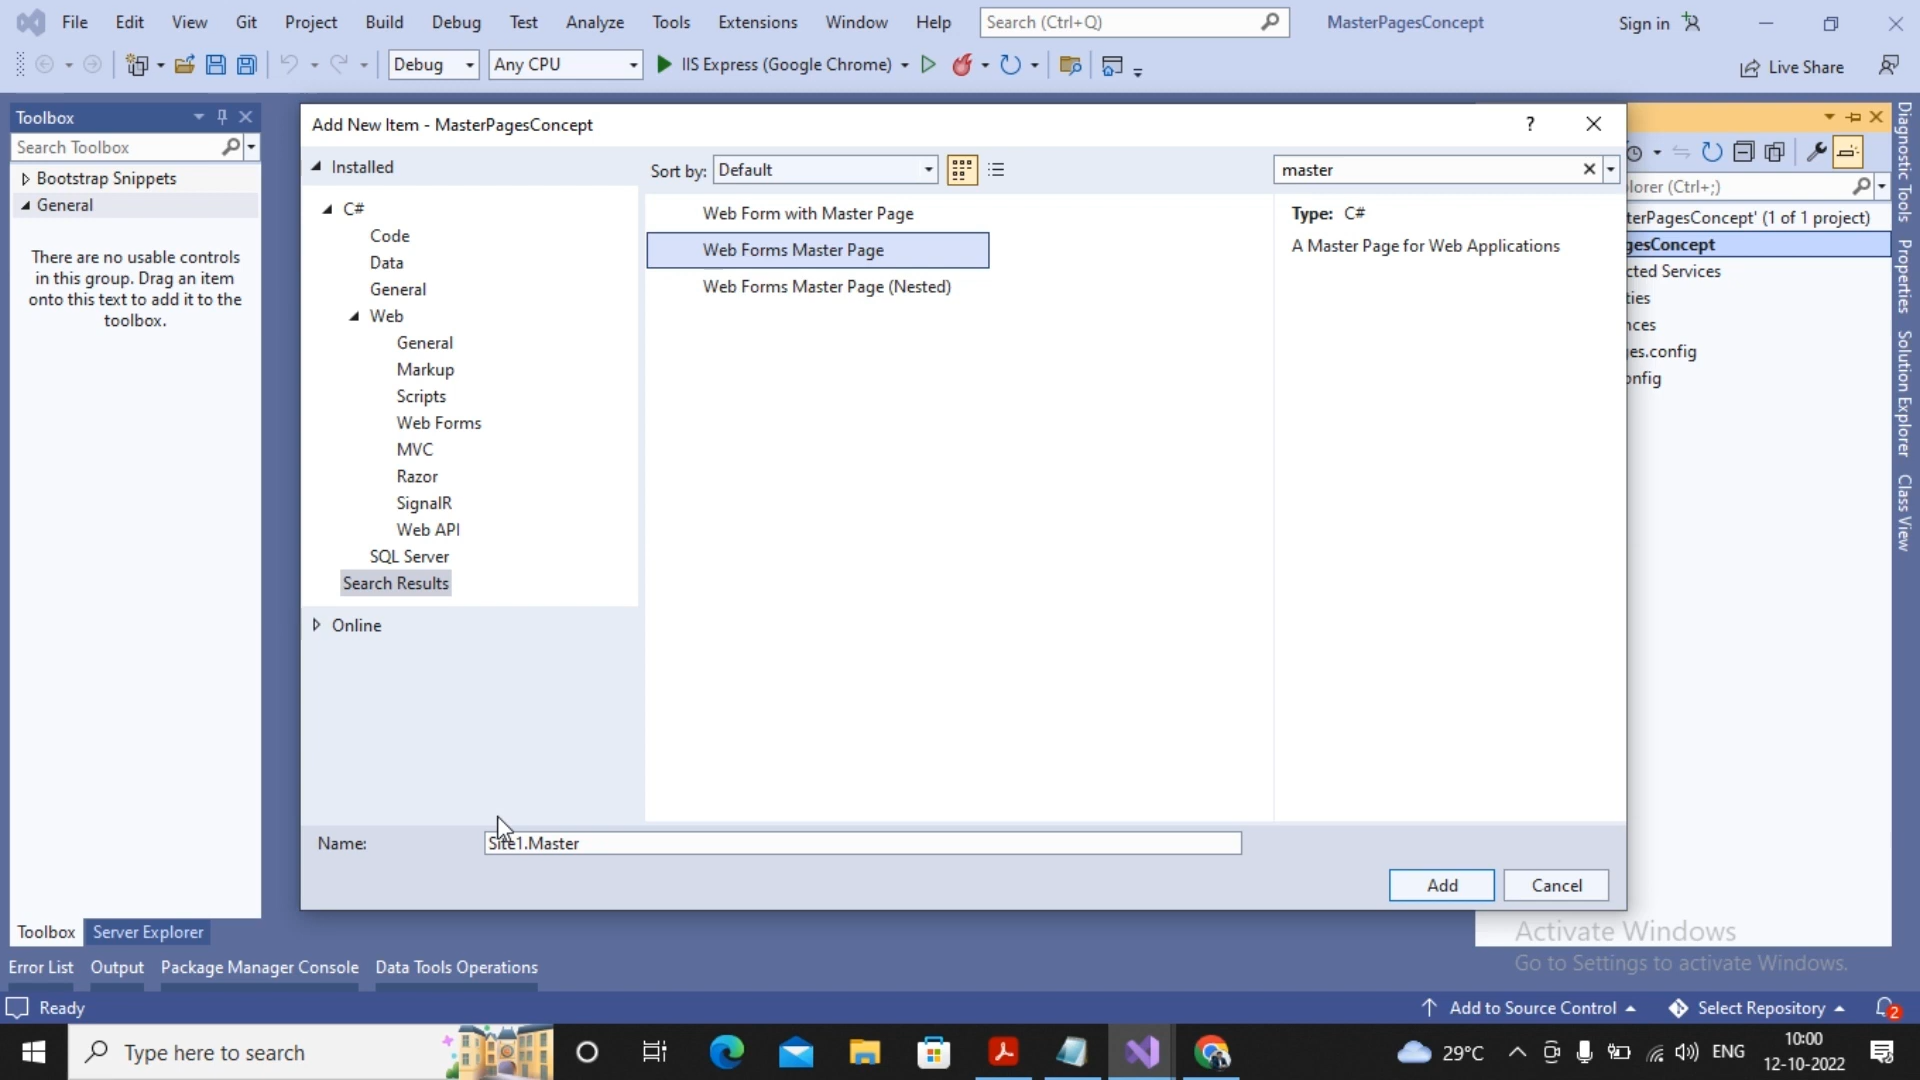 File Edit View Git Project Build Debug Test Analyze Tools Extensions Window Help Search (Ctrl+Q) MasterPagesConcept Sign in
Debug Any CPU IIS Express (Google Chrome) Live Share
Toolbox
Search Toolbox
Bootstrap Snippets
General
There are no usable controls
in this group. Drag an item
onto this text to add it to the
toolbox.
Toolbox Server Explorer
Add New Item - MasterPagesConcept ?
Installed
Sort by: Default
master
C#
Code
Data
General
Web
General
Markup
Scripts
Web Forms
MVC
Razor
SignalR
Web API
SQL Server
Search Results
Online
Web Form with Master Page
Web Forms Master Page
Web Forms Master Page (Nested)
Type: C#
A Master Page for Web Applications
Name: Site1.Master
Add Cancel
lorer (Ctrl+;)
terPagesConcept' (1 of 1 project)
gesConcept
cted Services
ties
nces
es.config
onfig
Diagnostic Tools
Properties
Solution Explorer
Class View
Activate Windows
Go to Settings to activate Windows.
Error List Output Package Manager Console Data Tools Operations
Ready Add to Source Control Select Repository 2
Type here to search 29°C ENG 10:00
12-10-2022